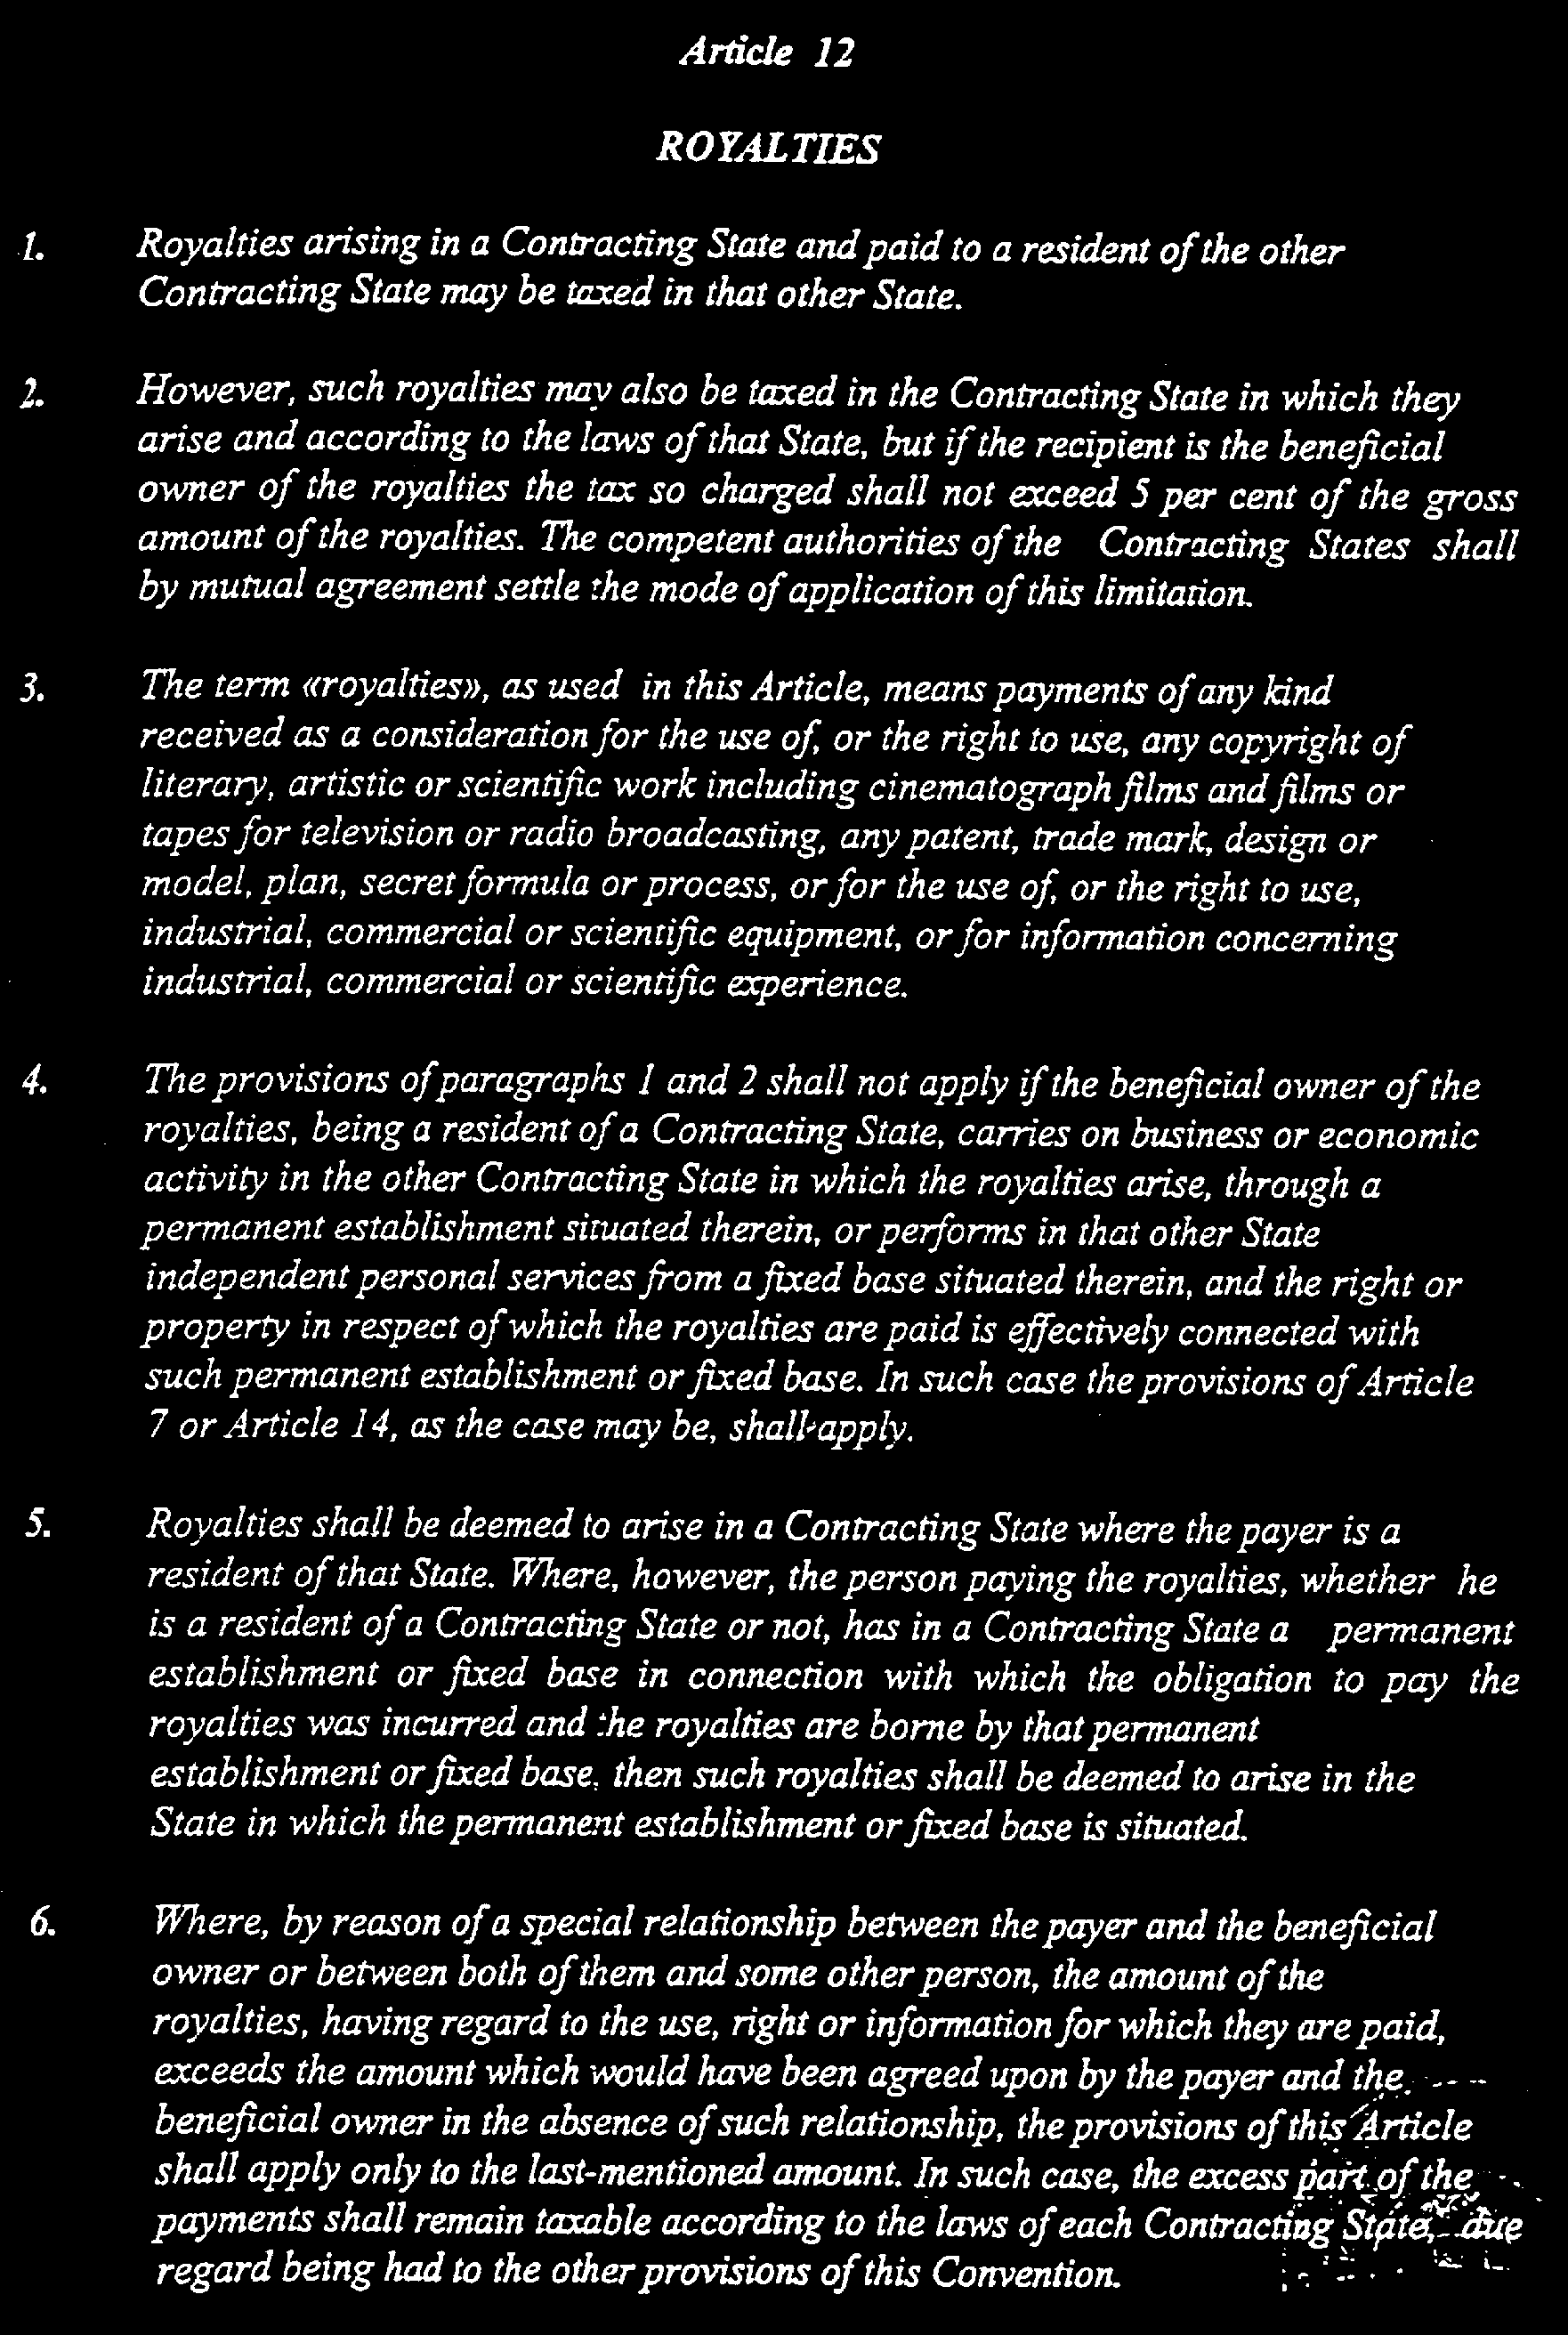 Article 12
ROYALTIES
1. Royalties arising in a Contracting State and paid to a resident of the other
Contracting State may be taxed in that other State.
2. However, such royalties may also be taxed in the Contracting State in which they
arise and according to the laws of that State, but if the recipient is the beneficial
owner of the royalties the tax so charged shall not exceed 5 per cent of the gross
amount of the royalties. The competent authorities of the Contracting States shall
by mutual agreement settle the mode of application of this limitation.
3. The term «royalties», as used in this Article, means payments of any kind
received as a consideration for the use of, or the right to use, any copyright of
literary, artistic or scientific work including cinematograph films and films or
tapes for television or radio broadcasting, any patent, trade mark, design or
model, plan, secret formula or process, or for the use of, or the right to use,
industrial, commercial or scientific equipment, or for information concerning
industrial, commercial or scientific experience.
4. The provisions of paragraphs 1 and 2 shall not apply if the beneficial owner of the
royalties, being a resident of a Contracting State, carries on business or economic
activity in the other Contracting State in which the royalties arise, through a
permanent establishment situated therein, or performs in that other State
independent personal services from a fixed base situated therein, and the right or
property in respect of which the royalties are paid is effectively connected with
such permanent establishment or fixed base. In such case the provisions of Article
7 or Article 14, as the case may be, shall apply.
5. Royalties shall be deemed to arise in a Contracting State where the payer is a
resident of that State. Where, however, the person paying the royalties, whether he
is a resident of a Contracting State or not, has in a Contracting State a permanent
establishment or fixed base in connection with which the obligation to pay the
royalties was incurred and the royalties are borne by that permanent
establishment or fixed base, then such royalties shall be deemed to arise in the
State in which the permanent establishment or fixed base is situated.
6. Where, by reason of a special relationship between the payer and the beneficial
owner or between both of them and some other person, the amount of the
royalties, having regard to the use, right or information for which they are paid,
exceeds the amount which would have been agreed upon by the payer and the
beneficial owner in the absence of such relationship, the provisions of this Article
shall apply only to the last-mentioned amount. In such case, the excess part of the
payments shall remain taxable according to the laws of each Contracting State, due
regard being had to the other provisions of this Convention.